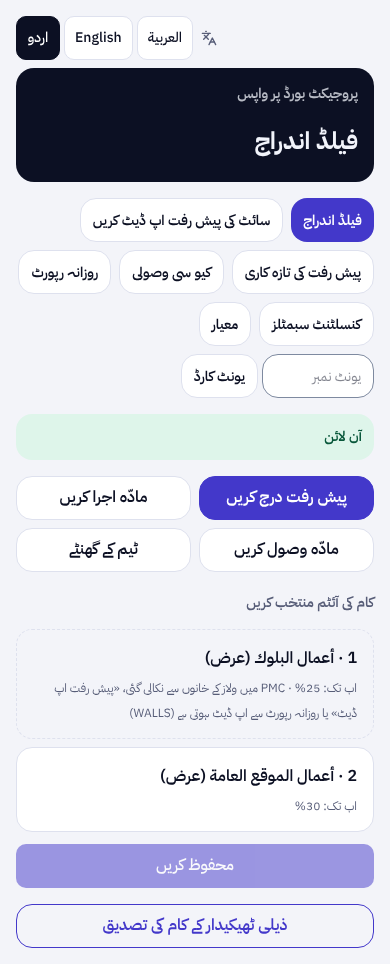 العربية
English
اردو
پروجیکٹ بورڈ پر واپس
فیلڈ اندراج
فیلڈ اندراج
سائٹ کی پیش رفت اپ ڈیٹ کریں
پیش رفت کی تازہ کاری
کیو سی وصولی
روزانہ رپورٹ
کنسلٹنٹ سبمٹلز
معیار
یونٹ نمبر
یونٹ کارڈ
آن لائن
پیش رفت درج کریں
مادّہ اجرا کریں
مادّہ وصول کریں
ٹیم کے گھنٹے
کام کی آئٹم منتخب کریں
1 · أعمال البلوك (عرض)
اب تک: 25% · PMC میں ولاز کے خانوں سے نکالی گئی، «پیش رفت اپ
ڈیٹ» یا روزانہ رپورٹ سے اپ ڈیٹ ہوتی ہے (WALLS)
2 · أعمال الموقع العامة (عرض)
اب تک: 30%
محفوظ کریں
ذیلی ٹھیکیدار کے کام کی تصدیق